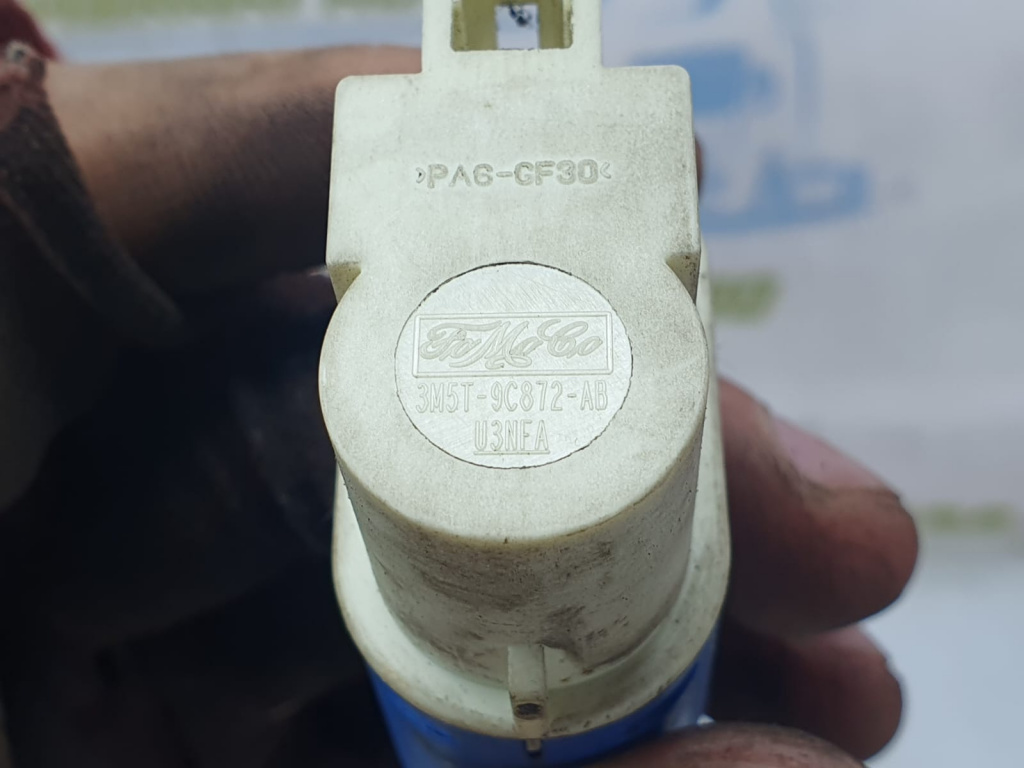 >PA6-GF30<
FoMoCo
3M5T-9C872-AB
U3NFA